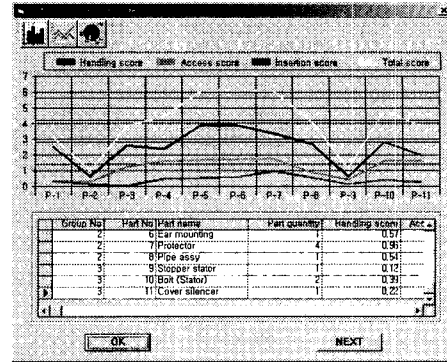 Handling score Access score Insertion score Total score
7
6
5
4
3
2
1
0
P-1 P-2 P-3 P-4 P-5 P-6 P-7 P-8 P-9 P-10 P-11
Group No Part No Part name Part quantity Handling score Acc
2 6 Ear mounting 1 0.57
2 7 Protector 4 0.96
2 8 Pipe assy 1 0.54
3 9 Stopper stator 1 0.12
3 10 Bolt (Stator) 2 0.39
3 11 Cover silencer 1 0.22
OK NEXT